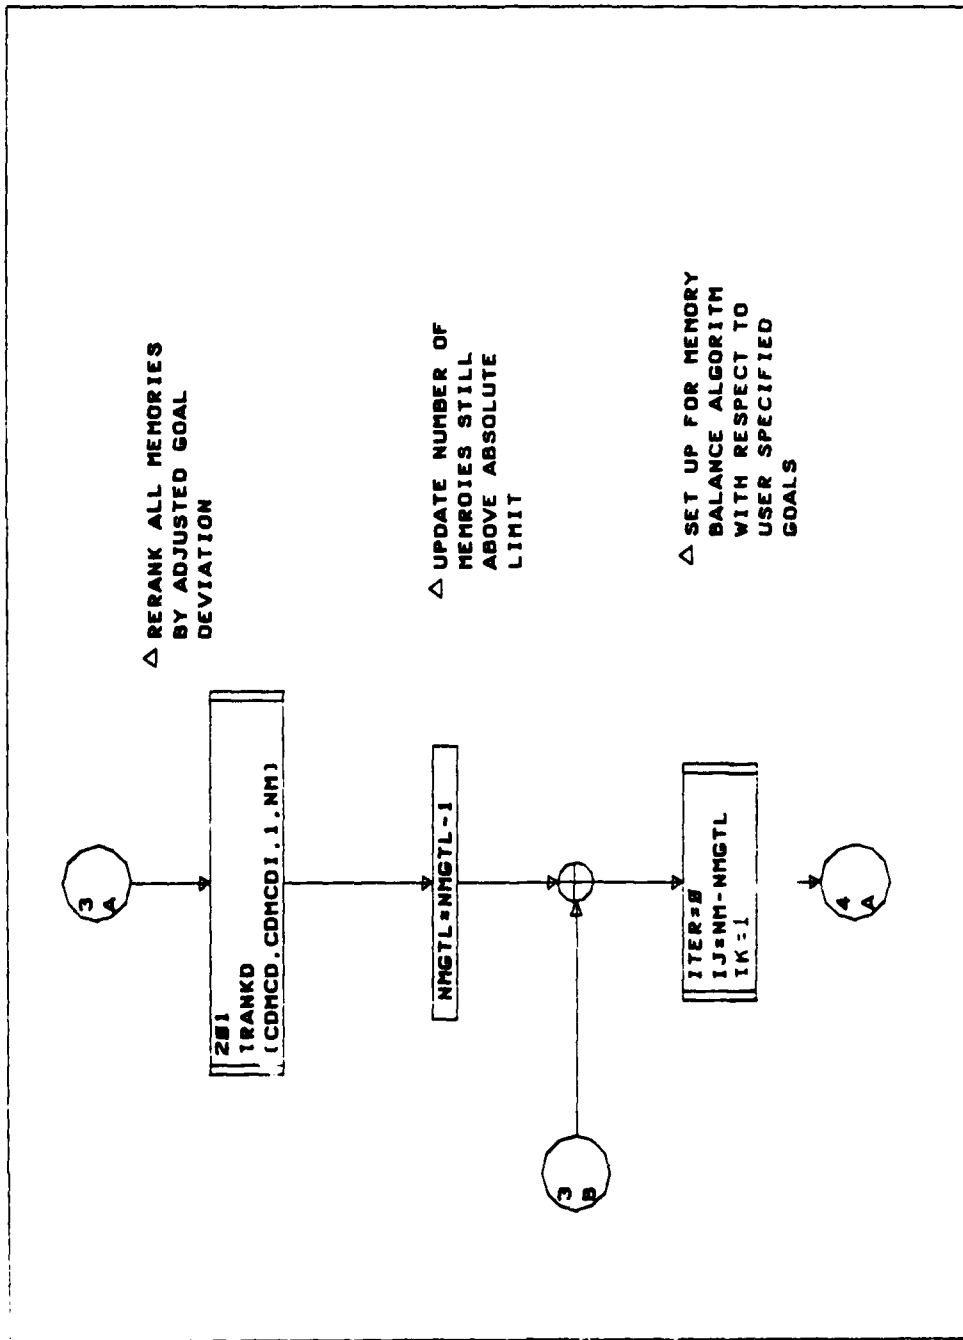 3
A
201
IRANKD
(CDMCD,CDMCDI,1,NM)
△ RERANK ALL MEMORIES
BY ADJUSTED GOAL
DEVIATION
NMGTL=NMGTL-1
△ UPDATE NUMBER OF
MEMROIES STILL
ABOVE ABSOLUTE
LIMIT
3
B
ITER=0
IJ=NM-NMGTL
IK=1
△ SET UP FOR MEMORY
BALANCE ALGORITM
WITH RESPECT TO
USER SPECIFIED
GOALS
4
A